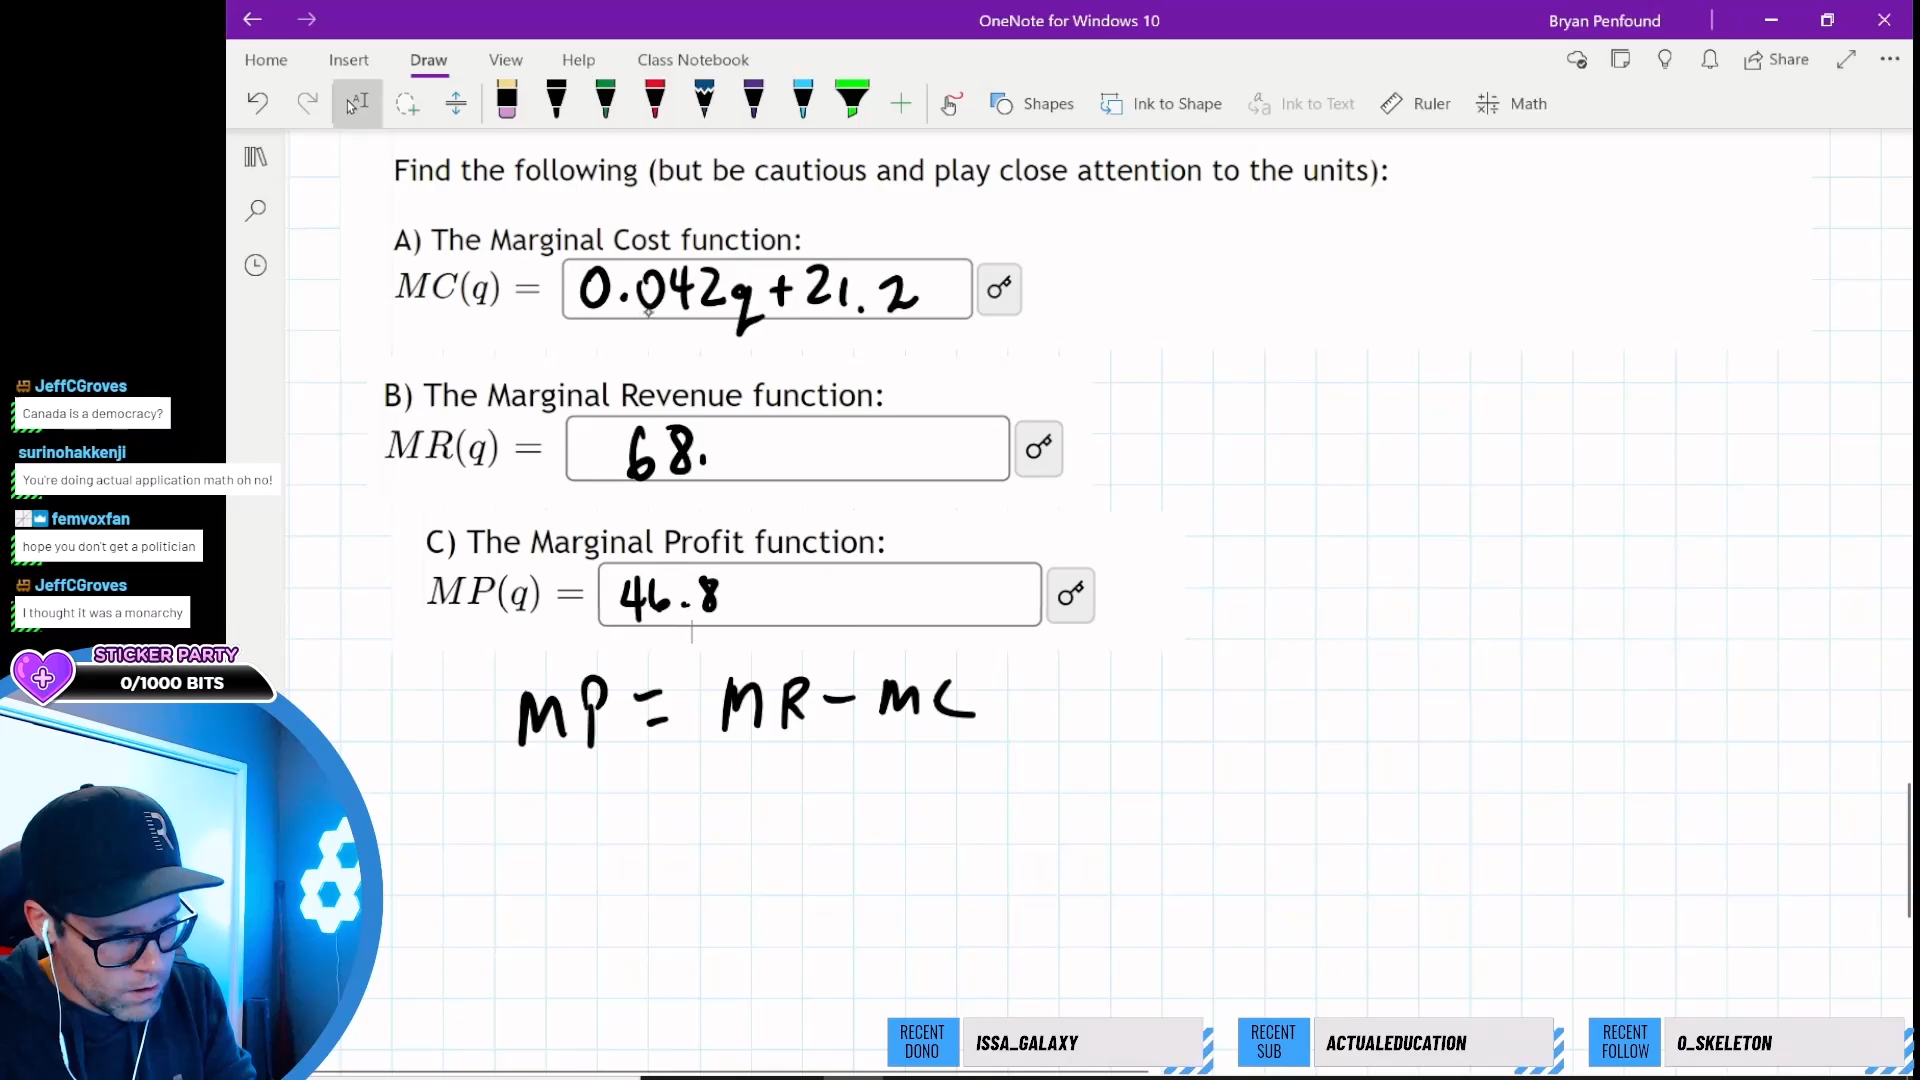 OneNote for Windows 10
Bryan Penfound
Home Insert Draw View Help Class Notebook
Share
Shapes Ink to Shape Ink to Text Ruler Math
Find the following (but be cautious and play close attention to the units):
A) The Marginal Cost function:
MC(q) = 0.042q+21.2
B) The Marginal Revenue function:
MR(q) = 68.
C) The Marginal Profit function:
MP(q) = 46.8
MP = MR - MC
JeffCGroves
Canada is a democracy?
surinohakkenji
You're doing actual application math oh no!
femvoxfan
hope you don't get a politician
JeffCGroves
I thought it was a monarchy
STICKER PARTY
0/1000 BITS
RECENT DONO ISSA_GALAXY
RECENT SUB ACTUALEDUCATION
RECENT FOLLOW O_SKELETON